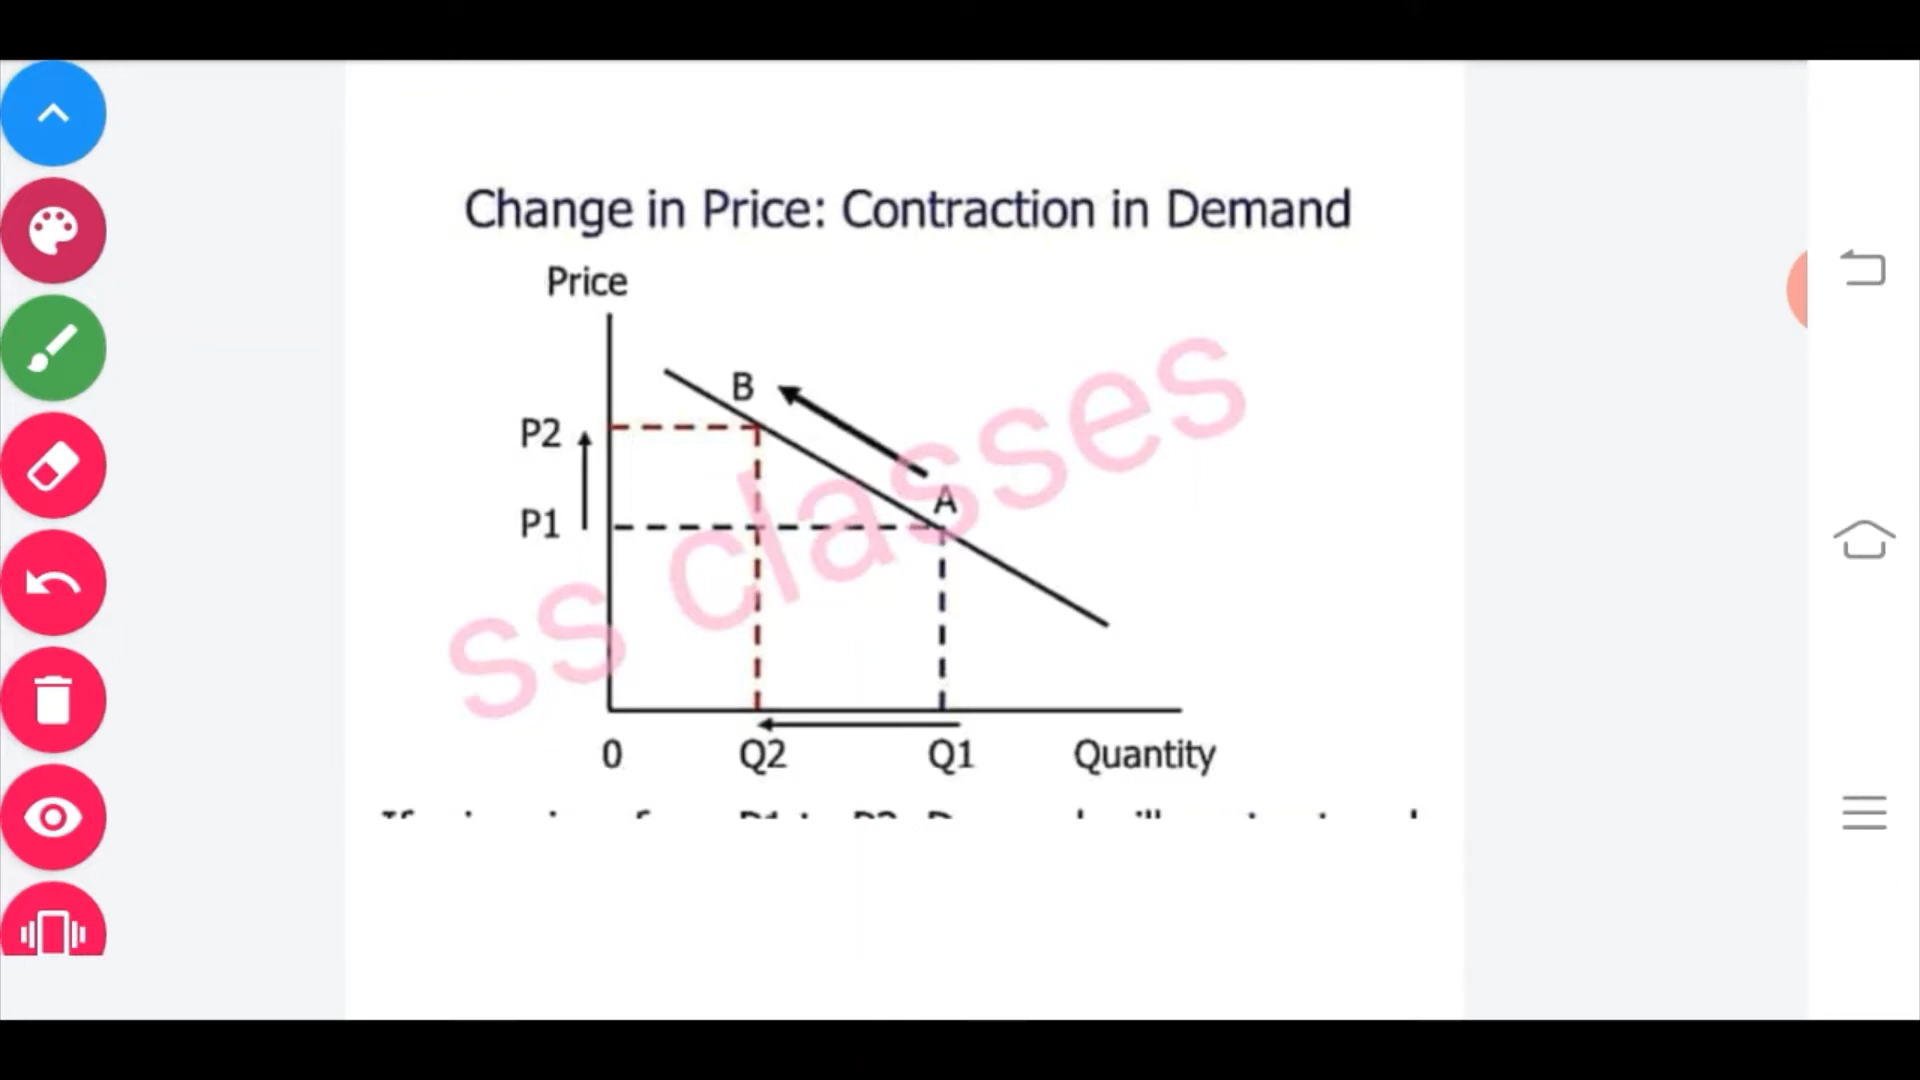 Change in Price: Contraction in Demand
Price
B
P2
A
P1
ss classes
0 Q2 Q1 Quantity